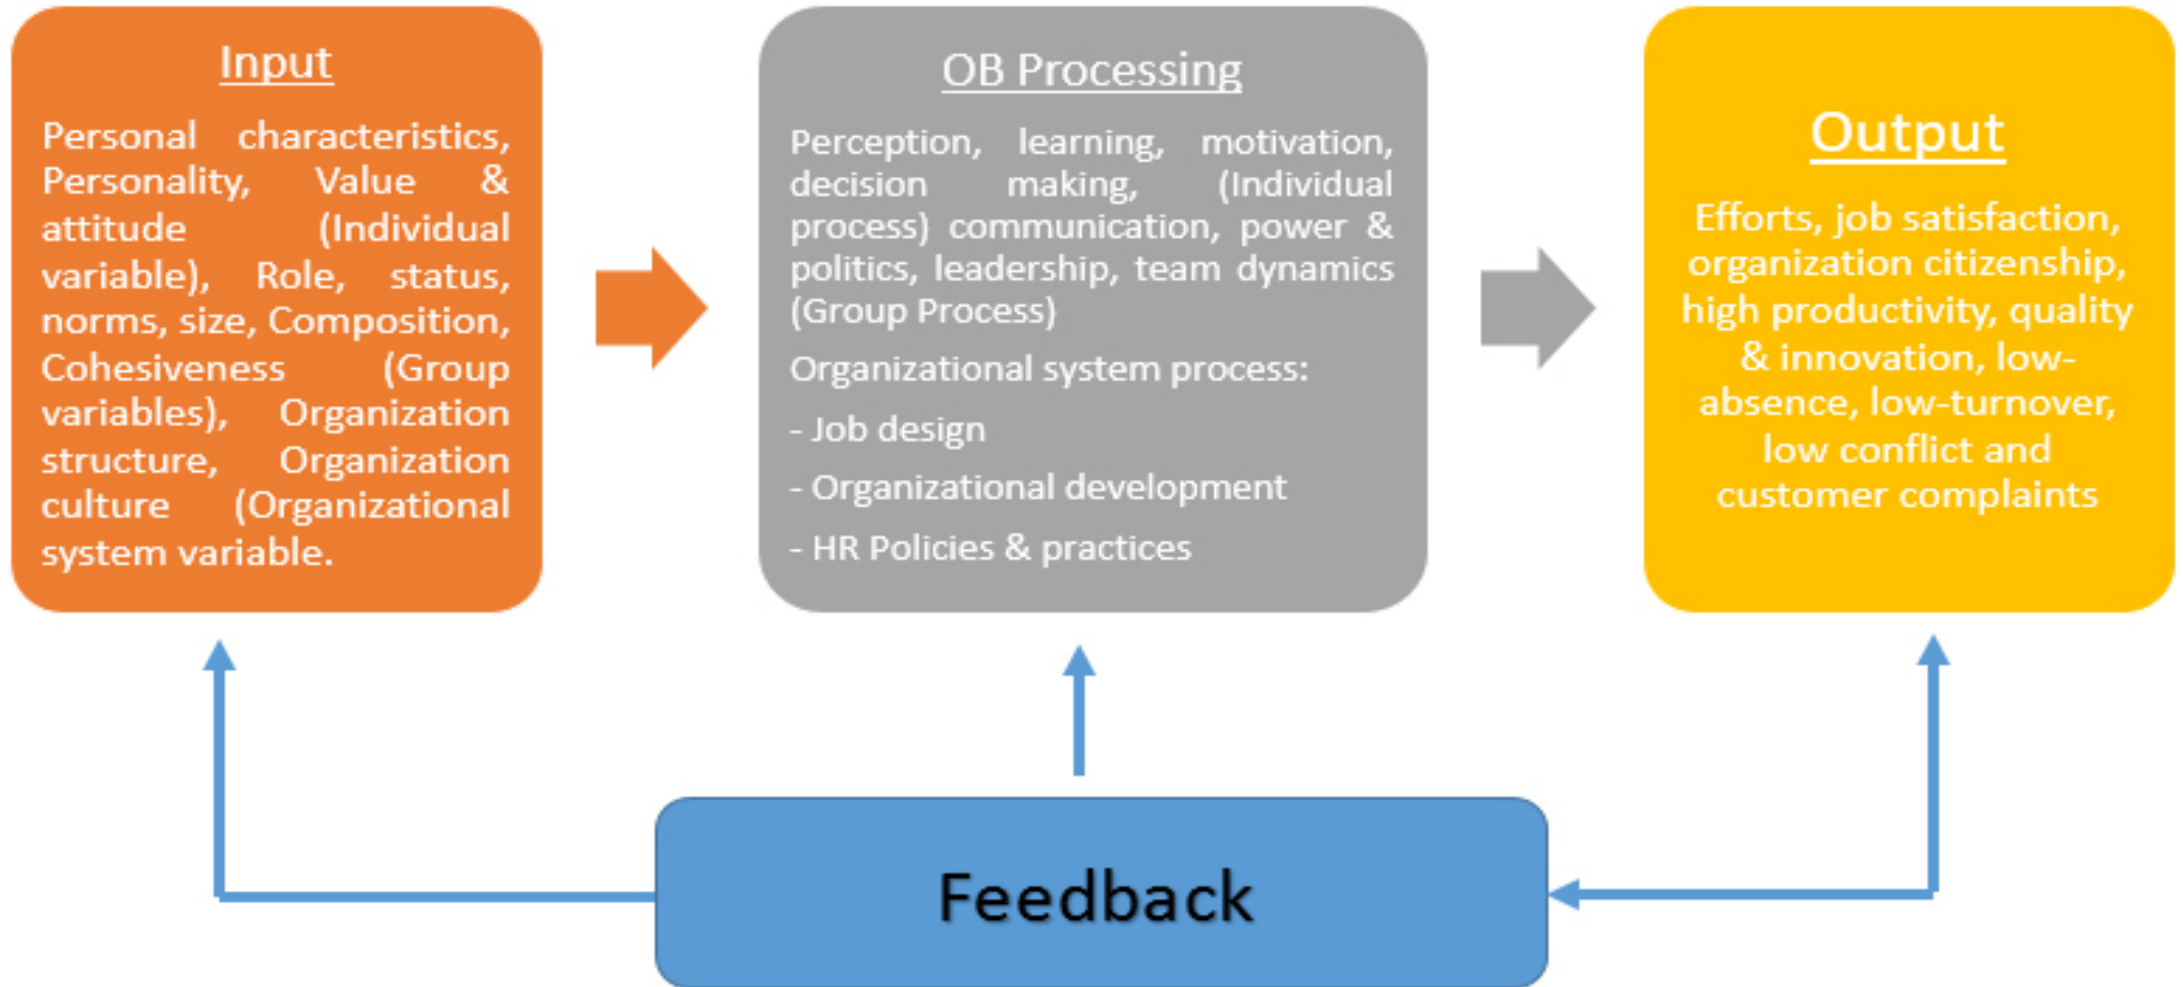 Input
Personal characteristics,
Personality, Value &
attitude (Individual
variable), Role, status,
norms, size, Composition,
Cohesiveness (Group
variables), Organization
structure, Organization
culture (Organizational
system variable.
OB Processing
Perception, learning, motivation,
decision making, (Individual
process) communication, power &
politics, leadership, team dynamics
(Group Process)
Organizational system process:
- Job design
- Organizational development
- HR Policies & practices
Output
Efforts, job satisfaction,
organization citizenship,
high productivity, quality
& innovation, low-
absence, low-turnover,
low conflict and
customer complaints
Feedback